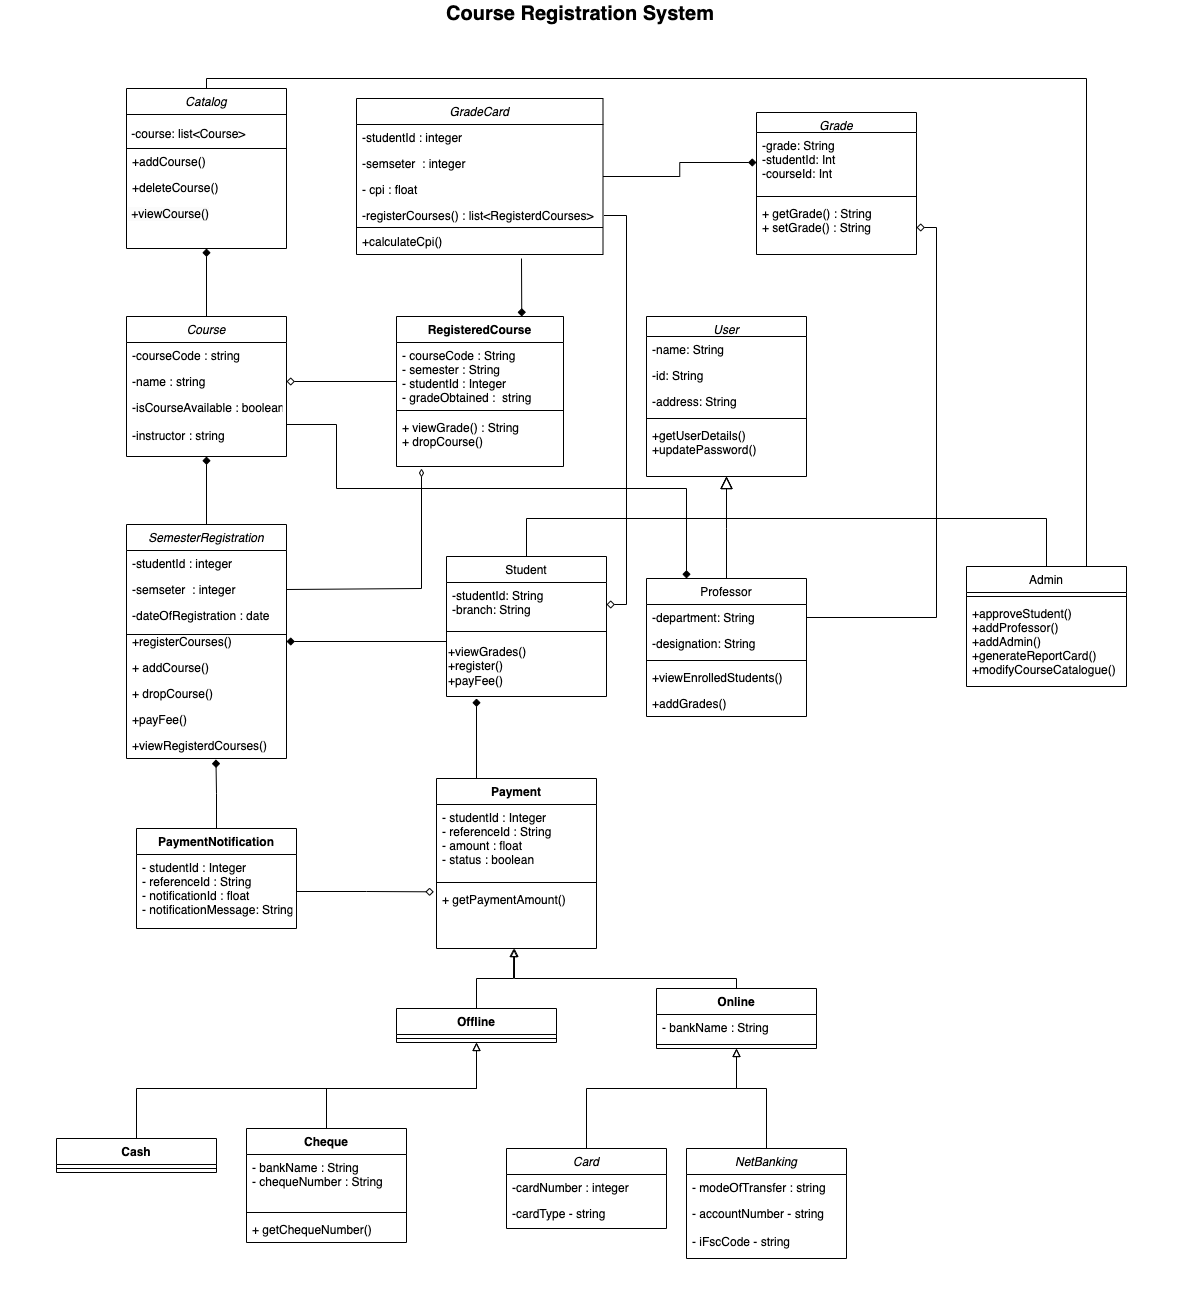 Course Registration System
Catalog
-course: list<Course>
+addCourse()
+deleteCourse()
+viewCourse()
GradeCard
-studentId : integer
-semseter : integer
- cpi : float
-registerCourses() : list<RegisterdCourses>
+calculateCpi()
Grade
-grade: String
-studentId: Int
-courseId: Int
+ getGrade() : String
+ setGrade() : String
Course
-courseCode : string
-name : string
-isCourseAvailable : boolean
-instructor : string
RegisteredCourse
- courseCode : String
- semester : String
- studentId : Integer
- gradeObtained : string
+ viewGrade() : String
+ dropCourse()
User
-name: String
-id: String
-address: String
+getUserDetails()
+updatePassword()
SemesterRegistration
-studentId : integer
-semseter : integer
-dateOfRegistration : date
+registerCourses()
+ addCourse()
+ dropCourse()
+payFee()
+viewRegisterdCourses()
Student
-studentId: String
-branch: String
+viewGrades()
+register()
+payFee()
Professor
-department: String
-designation: String
+viewEnrolledStudents()
+addGrades()
Admin
+approveStudent()
+addProfessor()
+addAdmin()
+generateReportCard()
+modifyCourseCatalogue()
PaymentNotification
- studentId : Integer
- referenceId : String
- notificationId : float
- notificationMessage: String
Payment
- studentId : Integer
- referenceId : String
- amount : float
- status : boolean
+ getPaymentAmount()
Offline
Online
- bankName : String
Cash
Cheque
- bankName : String
- chequeNumber : String
+ getChequeNumber()
Card
-cardNumber : integer
-cardType - string
NetBanking
- modeOfTransfer : string
- accountNumber - string
- iFscCode - string